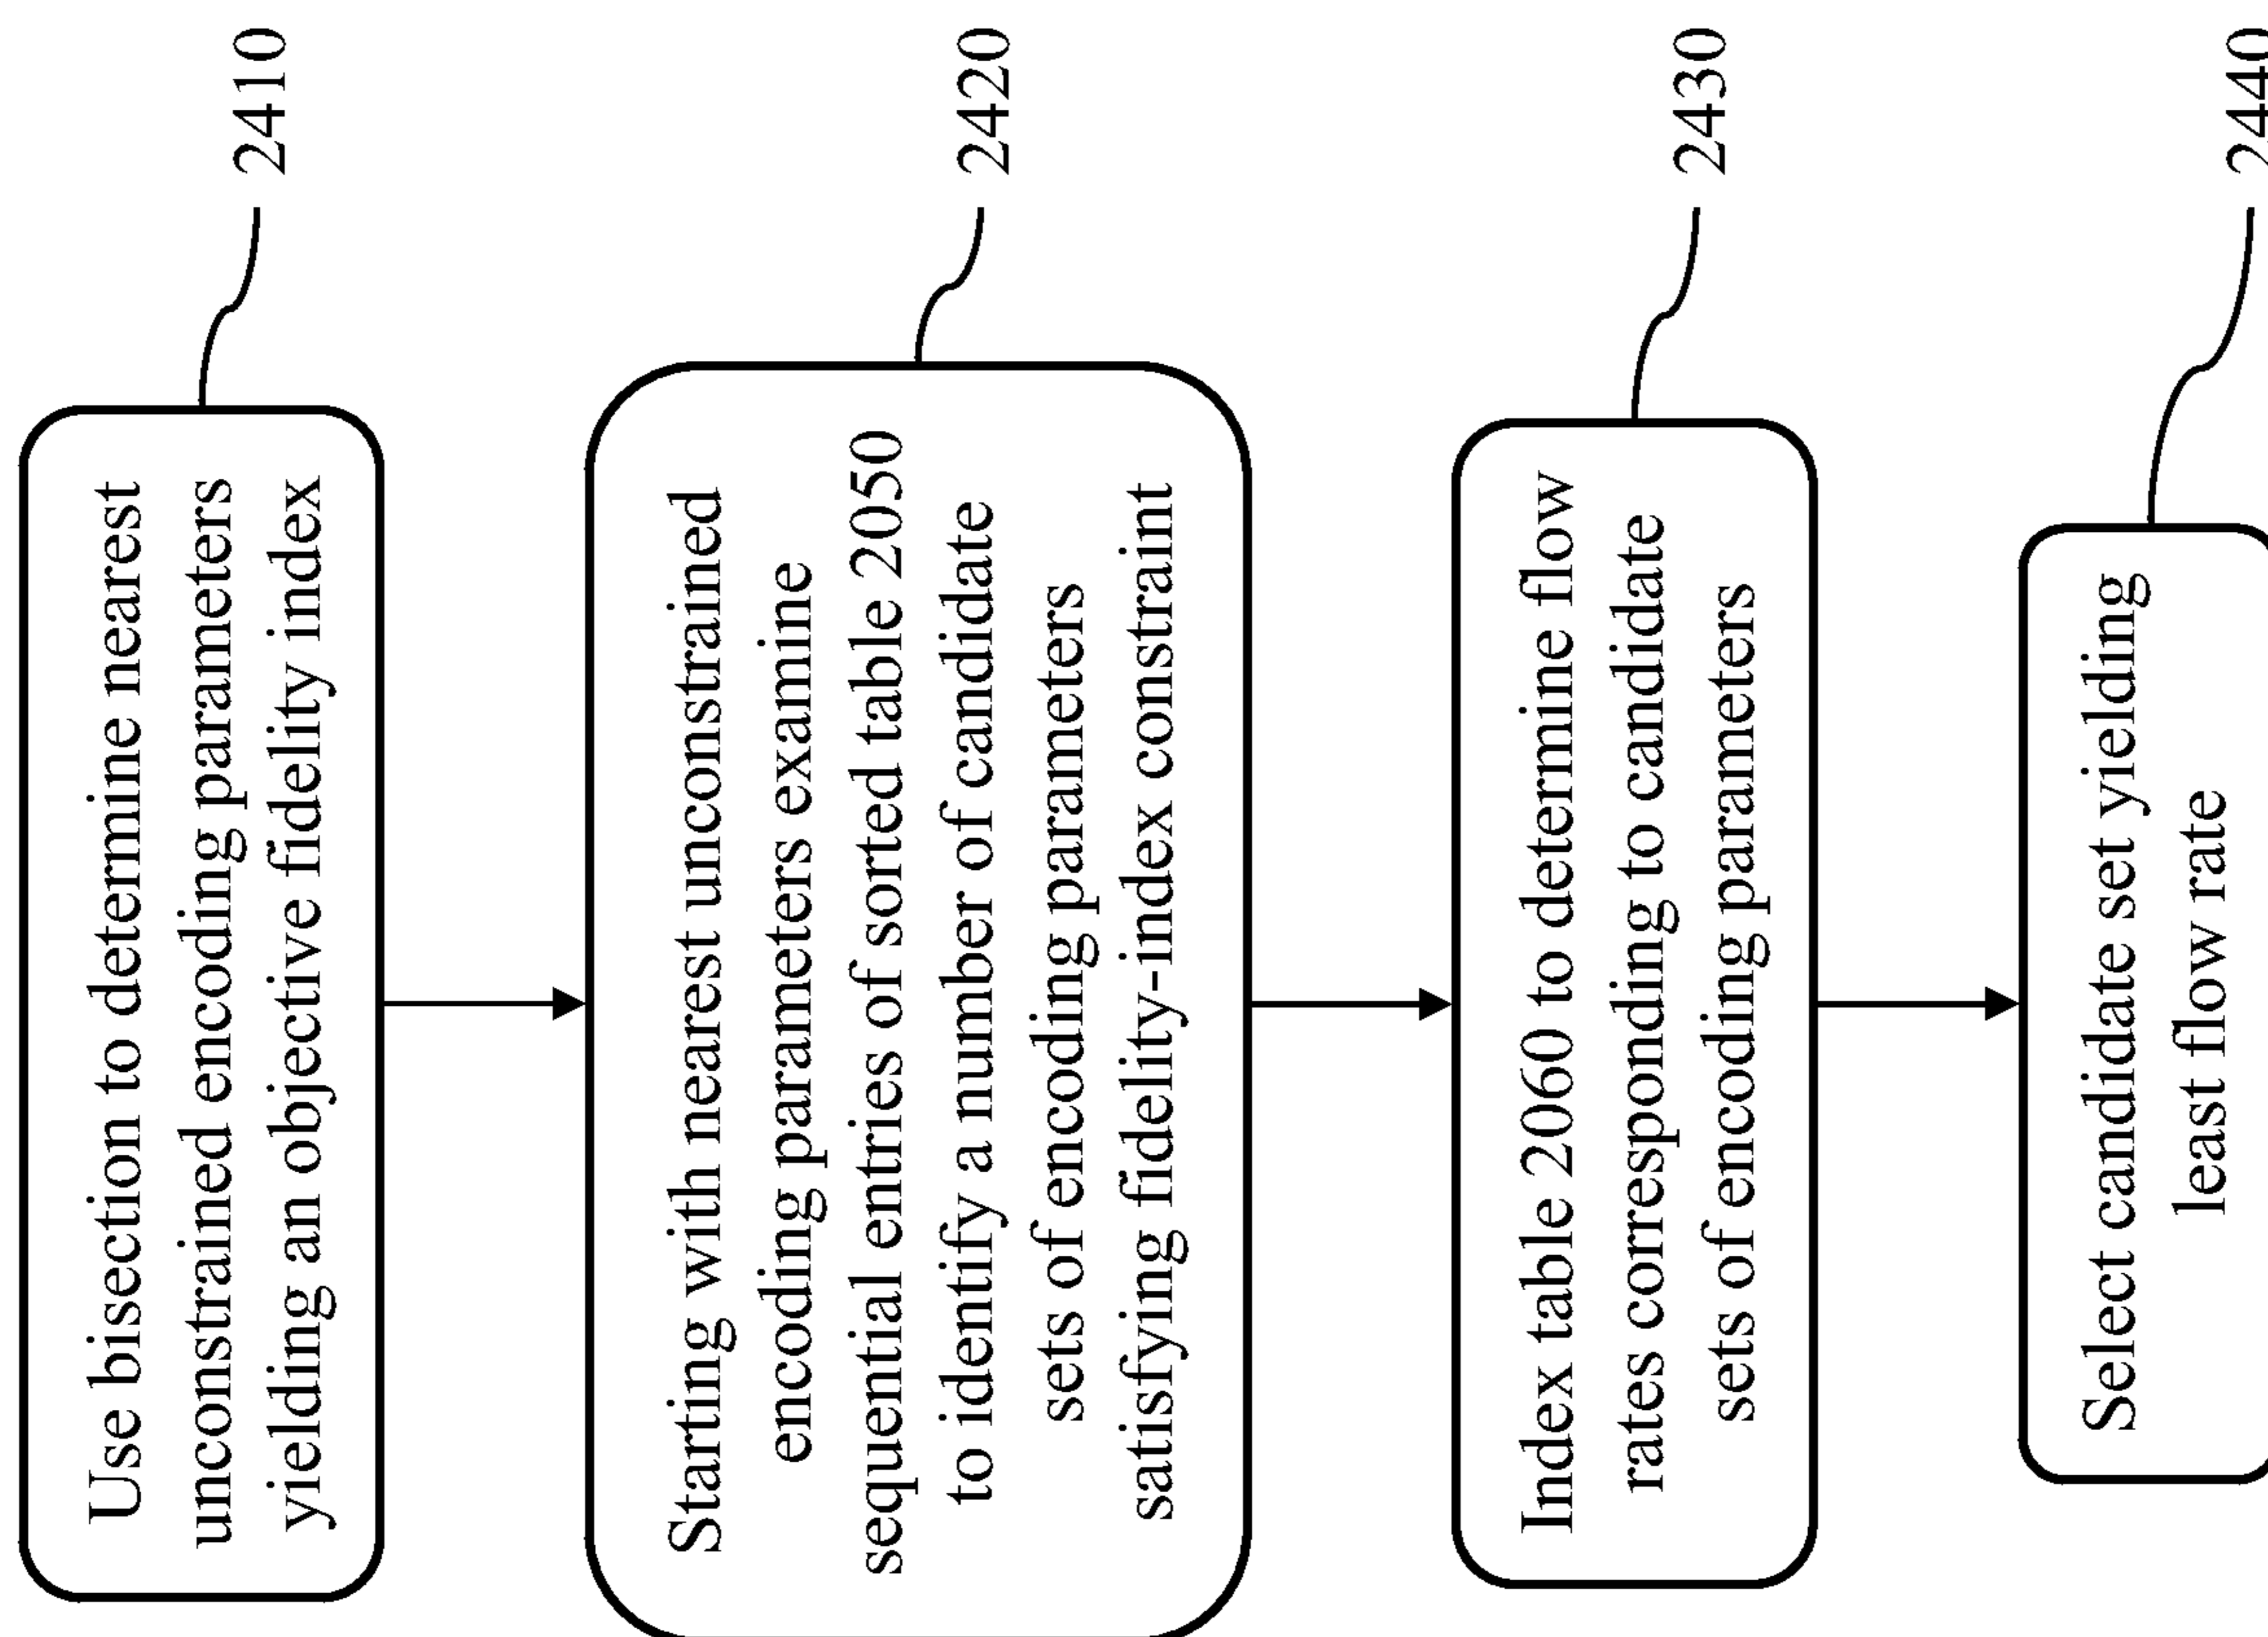 Use bisection to determine nearest
unconstrained encoding parameters
yielding an objective fidelity index
2410
Starting with nearest unconstrained
encoding parameters examine
sequential entries of sorted table 2050
to identify a number of candidate
sets of encoding parameters
satisfying fidelity-index constraint
2420
Index table 2060 to determine flow
rates corresponding to candidate
sets of encoding parameters
2430
Select candidate set yielding
least flow rate
2440